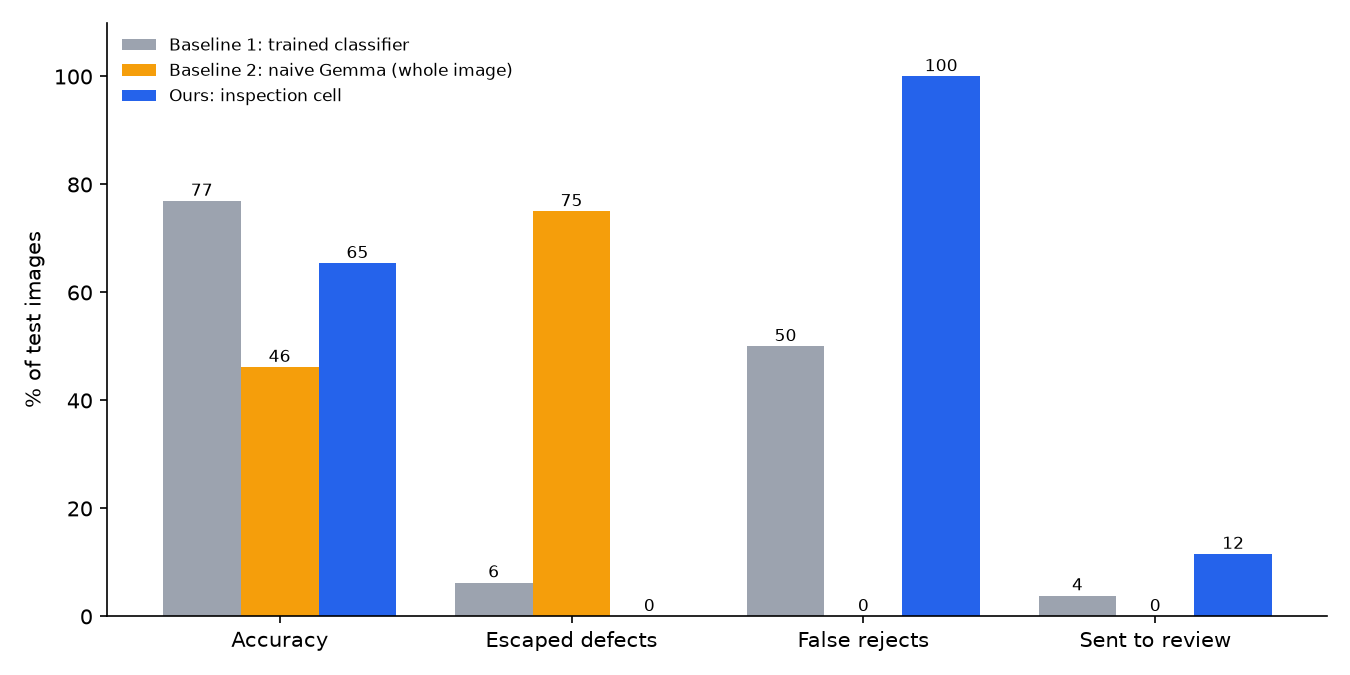 Baseline 1: trained classifier
Baseline 2: naive Gemma (whole image)
Ours: inspection cell
% of test images
100
80
60
40
20
0
77
46
65
6
75
0
50
0
100
4
0
12
Accuracy
Escaped defects
False rejects
Sent to review